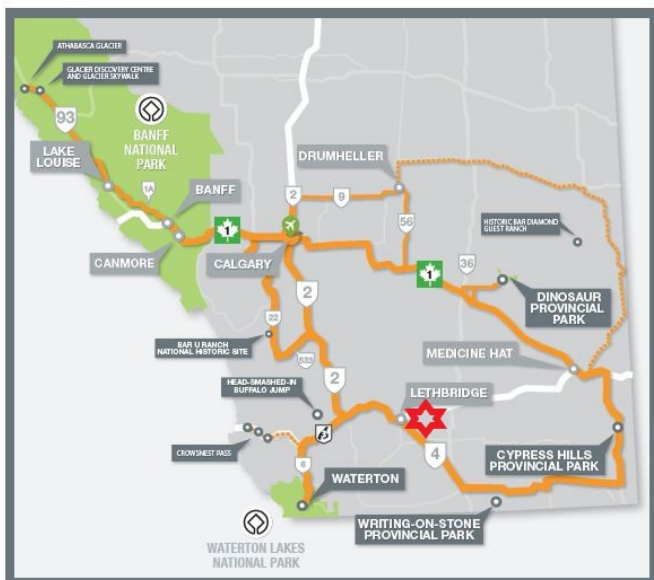 ATHABASCA GLACIER
GLACIER DISCOVERY CENTRE
AND GLACIER SKYWALK
93
BANFF
NATIONAL
PARK
LAKE
LOUISE
1A
BANFF
DRUMHELLER
2
9
56
1
CANMORE
CALGARY
HISTORIC BAR DIAMOND
GUEST RANCH
1
36
DINOSAUR
PROVINCIAL
PARK
2
22
BAR U RANCH
NATIONAL HISTORIC SITE
533
2
MEDICINE HAT
HEAD-SMASHED-IN
BUFFALO JUMP
LETHBRIDGE
CROWSNEST PASS
6
4
CYPRESS HILLS
PROVINCIAL PARK
WATERTON
WRITING-ON-STONE
PROVINCIAL PARK
WATERTON LAKES
NATIONAL PARK